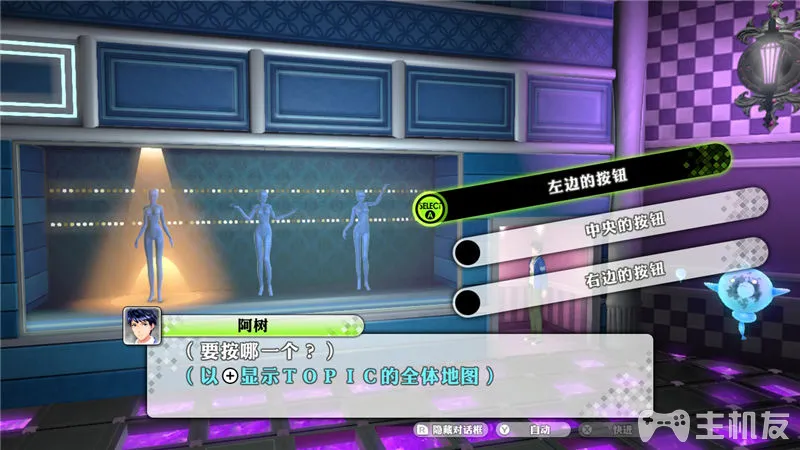 左边的按钮
SELECT
A
中央的按钮
右边的按钮
阿树
（要按哪一个？）
（以+显示TOPIC的全体地图）
R 隐藏对话框 Y 自动 X 快进
主机友